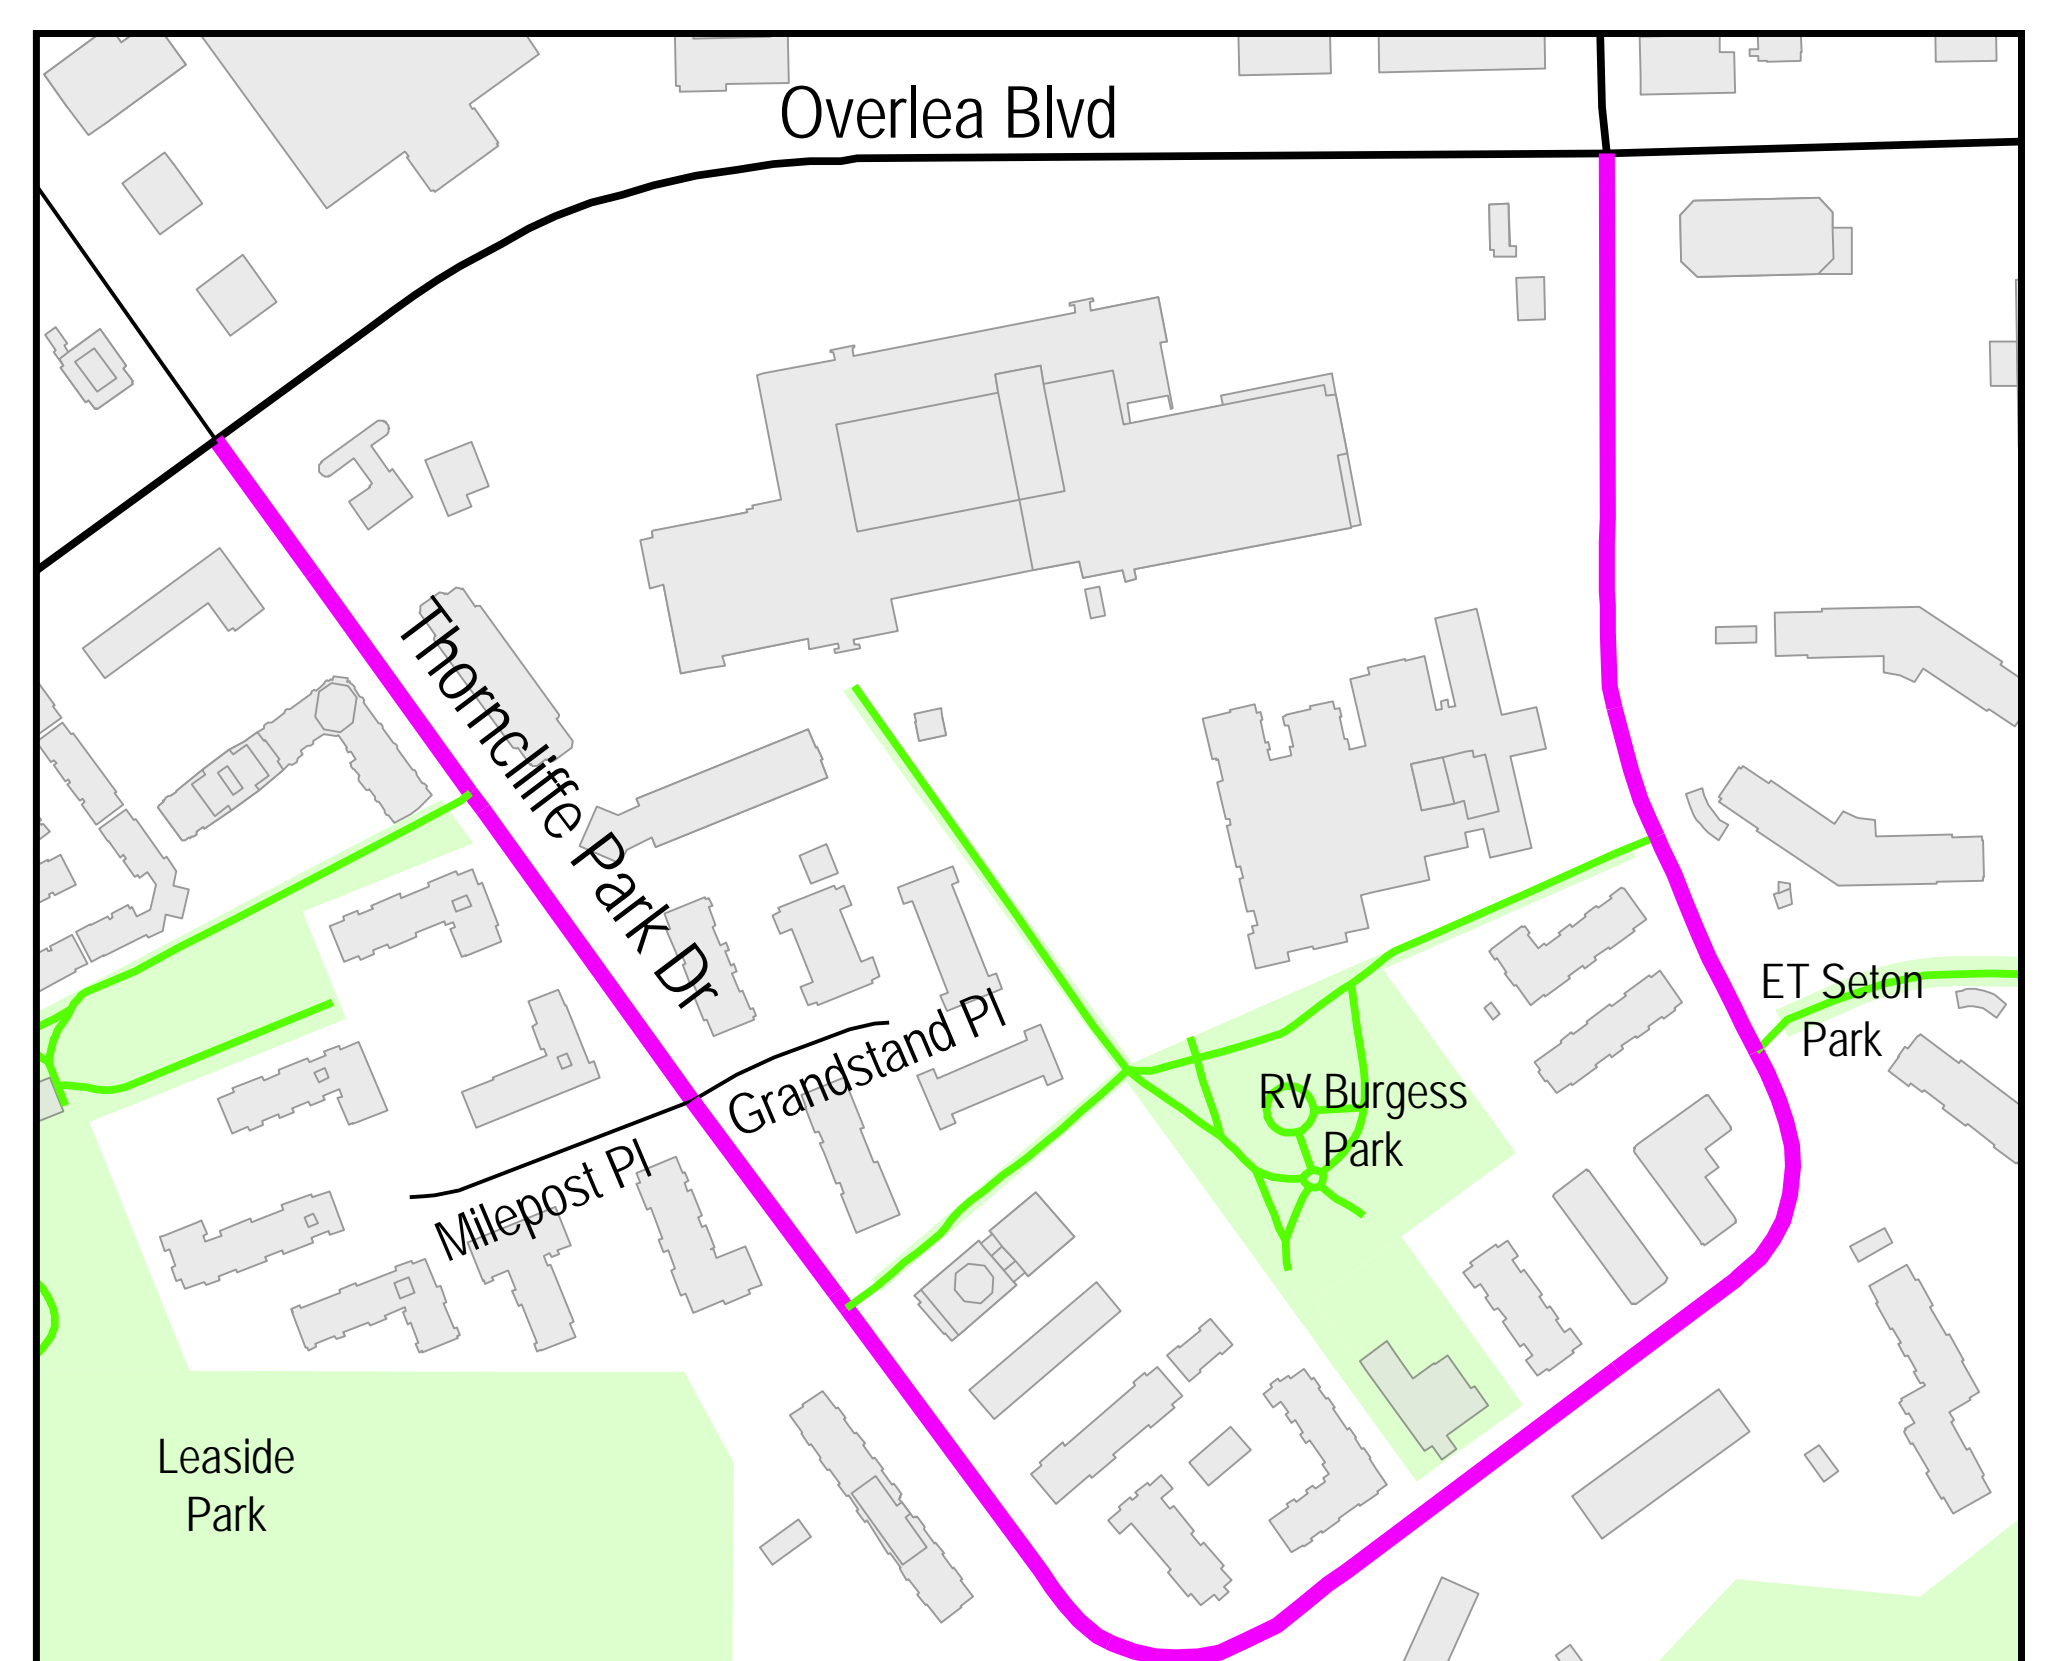 Overlea Blvd
Thorncliffe Park Dr
ET Seton
Park
Grandstand Pl
RV Burgess
Park
Milepost Pl
Leaside
Park